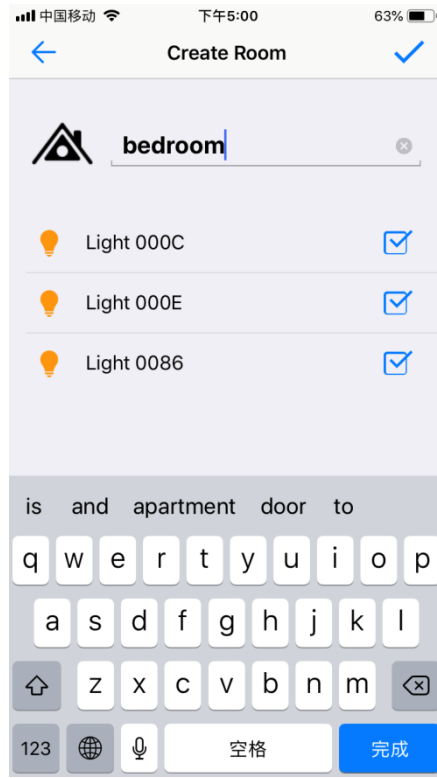 中国移动 下午5:00 63%
Create Room
bedroom
Light 000C
Light 000E
Light 0086
is and apartment door to
q w e r t y u i o p
a s d f g h j k l
z x c v b n m
123 空格 完成